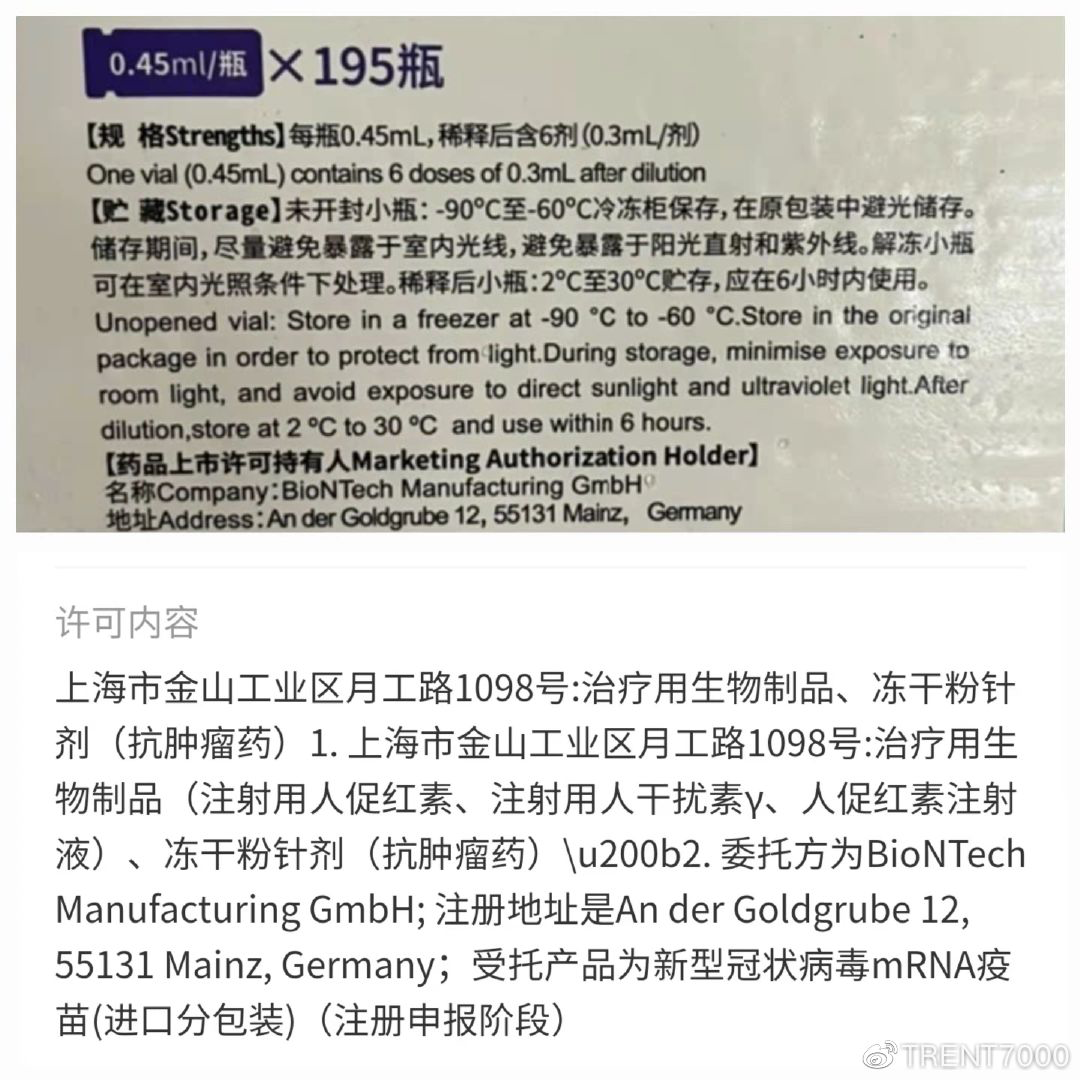 0.45ml/瓶 ×195瓶
【规 格Strengths】每瓶0.45mL，稀释后含6剂（0.3mL/剂）
One vial (0.45mL) contains 6 doses of 0.3mL after dilution
【贮 藏Storage】未开封小瓶：-90℃至-60℃冷冻柜保存，在原包装中避光储存。
储存期间，尽量避免暴露于室内光线，避免暴露于阳光直射和紫外线。解冻小瓶
可在室内光照条件下处理。稀释后小瓶：2℃至30℃贮存，应在6小时内使用。
Unopened vial: Store in a freezer at -90 °C to -60 °C.Store in the original
package in order to protect from light.During storage, minimise exposure to
room light, and avoid exposure to direct sunlight and ultraviolet light.After
dilution,store at 2 ºC to 30 ºC and use within 6 hours.
【药品上市许可持有人Marketing Authorization Holder】
名称Company：BioNTech Manufacturing GmbH
地址Address：An der Goldgrube 12, 55131 Mainz, Germany
许可内容
上海市金山工业区月工路1098号:治疗用生物制品、冻干粉针
剂（抗肿瘤药）1. 上海市金山工业区月工路1098号:治疗用生
物制品（注射用人促红素、注射用人干扰素γ、人促红素注射
液）、冻干粉针剂（抗肿瘤药）\u200b2. 委托方为BioNTech
Manufacturing GmbH; 注册地址是An der Goldgrube 12,
55131 Mainz, Germany；受托产品为新型冠状病毒mRNA疫
苗(进口分包装)（注册申报阶段）
TRENT7000